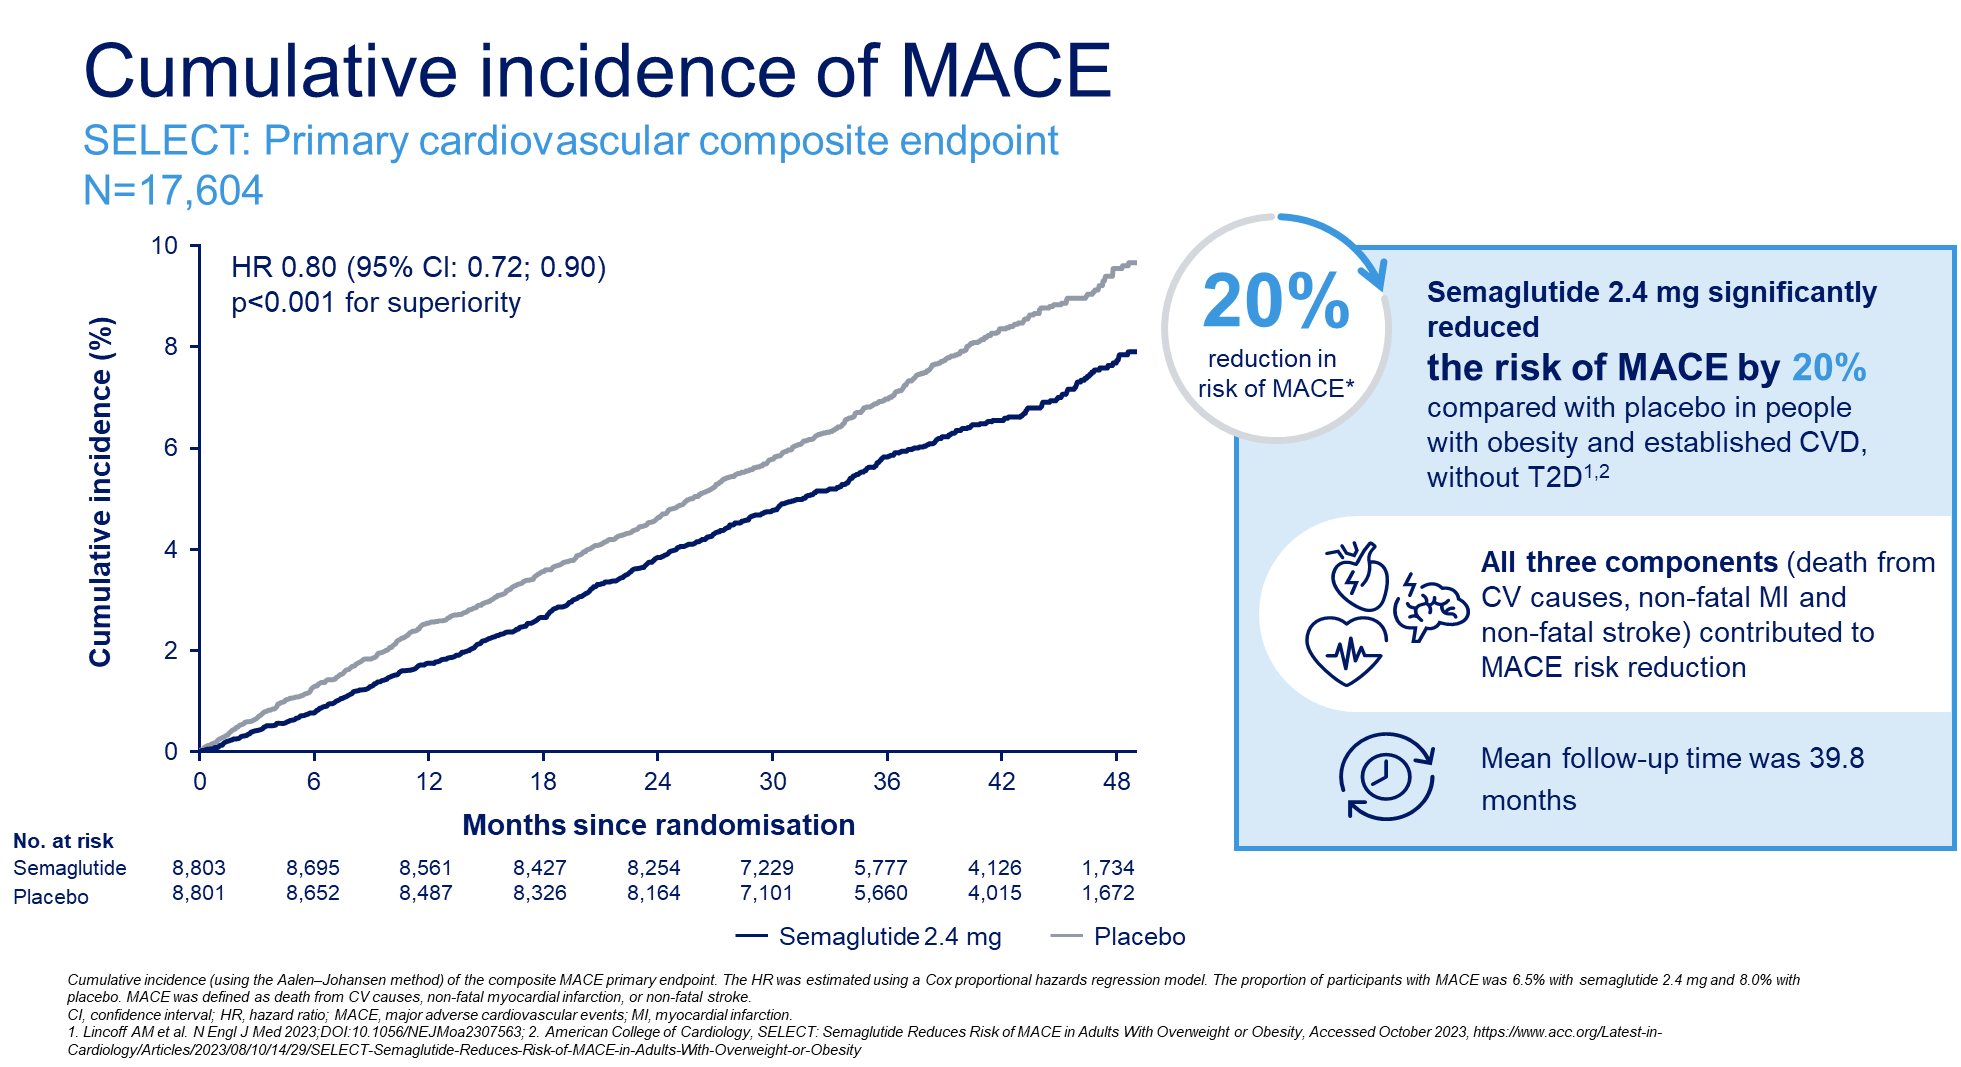 Cumulative incidence of MACE
SELECT: Primary cardiovascular composite endpoint
N=17,604
HR 0.80 (95% CI: 0.72; 0.90)
p<0.001 for superiority
Cumulative incidence (%)
10
8
6
4
2
0
0 6 12 18 24 30 36 42 48
Months since randomisation
No. at risk
Semaglutide 8,803 8,695 8,561 8,427 8,254 7,229 5,777 4,126 1,734
Placebo 8,801 8,652 8,487 8,326 8,164 7,101 5,660 4,015 1,672
Semaglutide 2.4 mg Placebo
20%
reduction in
risk of MACE*
Semaglutide 2.4 mg significantly
reduced
the risk of MACE by 20%
compared with placebo in people
with obesity and established CVD,
without T2D1,2
All three components (death from
CV causes, non-fatal MI and
non-fatal stroke) contributed to
MACE risk reduction
Mean follow-up time was 39.8
months
Cumulative incidence (using the Aalen–Johansen method) of the composite MACE primary endpoint. The HR was estimated using a Cox proportional hazards regression model. The proportion of participants with MACE was 6.5% with semaglutide 2.4 mg and 8.0% with
placebo. MACE was defined as death from CV causes, non-fatal myocardial infarction, or non-fatal stroke.
CI, confidence interval; HR, hazard ratio; MACE, major adverse cardiovascular events; MI, myocardial infarction.
1. Lincoff AM et al. N Engl J Med 2023;DOI:10.1056/NEJMoa2307563; 2. American College of Cardiology, SELECT: Semaglutide Reduces Risk of MACE in Adults With Overweight or Obesity, Accessed October 2023, https://www.acc.org/Latest-in-
Cardiology/Articles/2023/08/10/14/29/SELECT-Semaglutide-Reduces-Risk-of-MACE-in-Adults-With-Overweight-or-Obesity